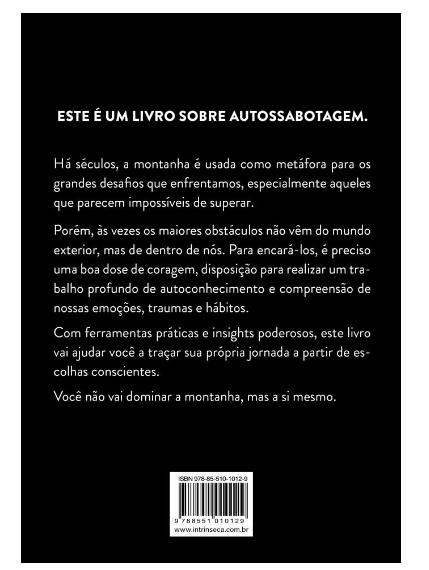 ESTE É UM LIVRO SOBRE AUTOSSABOTAGEM.
Há séculos, a montanha é usada como metáfora para os
grandes desafios que enfrentamos, especialmente aqueles
que parecem impossíveis de superar.
Porém, às vezes os maiores obstáculos não vêm do mundo
exterior, mas de dentro de nós. Para encará-los, é preciso
uma boa dose de coragem, disposição para realizar um tra-
balho profundo de autoconhecimento e compreensão de
nossas emoções, traumas e hábitos.
Com ferramentas práticas e insights poderosos, este livro
vai ajudar você a traçar sua própria jornada a partir de es-
colhas conscientes.
Você não vai dominar a montanha, mas a si mesmo.
ISBN 978-85-510-1012-9
9 788551 010129
www.intrinseca.com.br